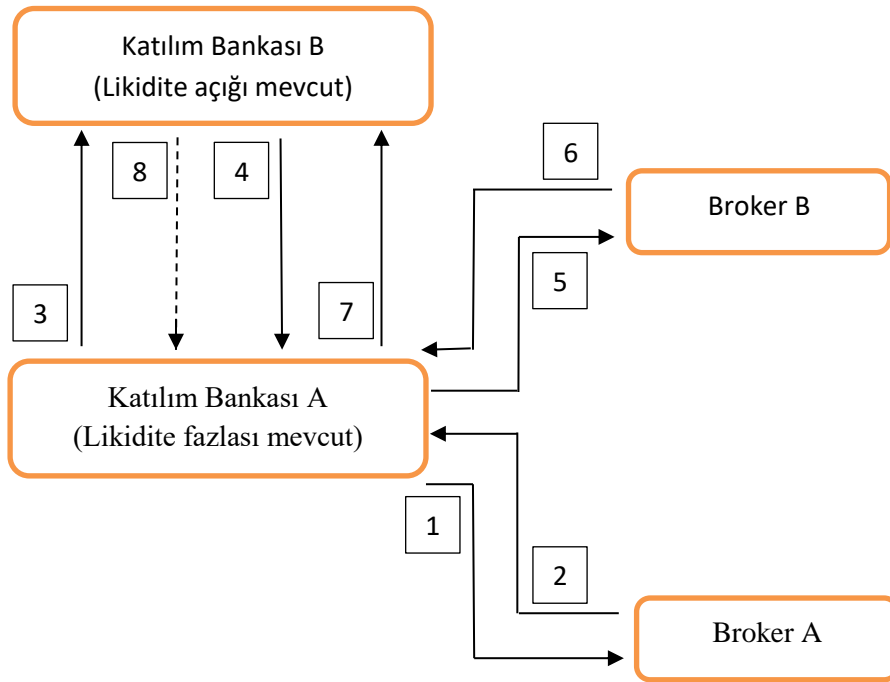 Katılım Bankası B
(Likidite açığı mevcut)
6
8
4
Broker B
5
3
7
Katılım Bankası A
(Likidite fazlası mevcut)
1
2
Broker A